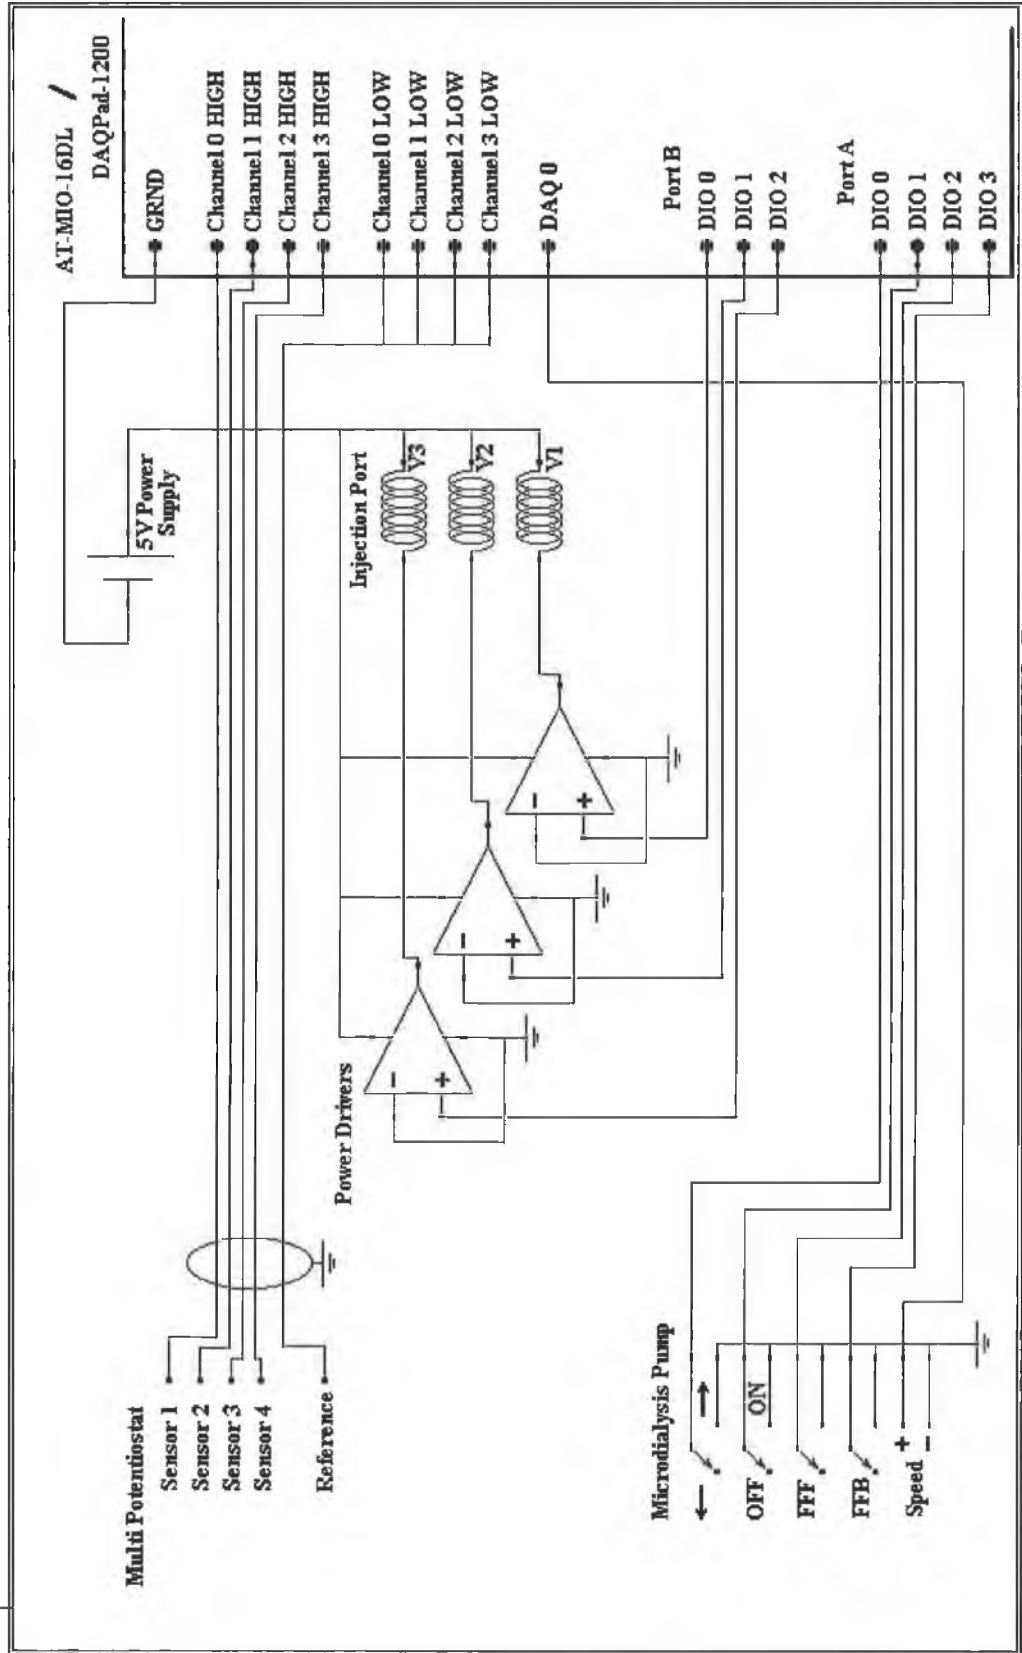 AT-MIO-16DL /
DAQPad-1200
GRND
Channel 0 HIGH
Channel 1 HIGH
Channel 2 HIGH
Channel 3 HIGH
Channel 0 LOW
Channel 1 LOW
Channel 2 LOW
Channel 3 LOW
DAQ 0
Port B
DIO 0
DIO 1
DIO 2
Port A
DIO 0
DIO 1
DIO 2
DIO 3
5V Power
Supply
Injection Port
V3
V2
V1
Power Drivers
- +
- +
- +
Multi Potentiostat
Sensor 1
Sensor 2
Sensor 3
Sensor 4
Reference
Microdialysis Pump
← →
OFF ON
FFF
FFB
Speed +
-